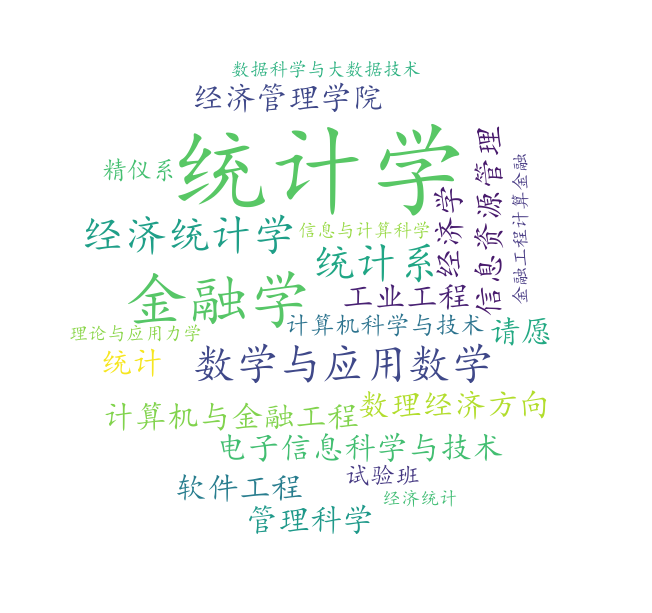 数据科学与大数据技术
经济管理学院
统计学
精仪系
信息资源管理
金融工程计算金融
经济学
经济统计学
信息与计算科学
统计系
金融学
工业工程
计算机科学与技术
请愿
理论与应用力学
统计
数学与应用数学
计算机与金融工程
数理经济方向
电子信息科学与技术
软件工程
试验班
经济统计
管理科学